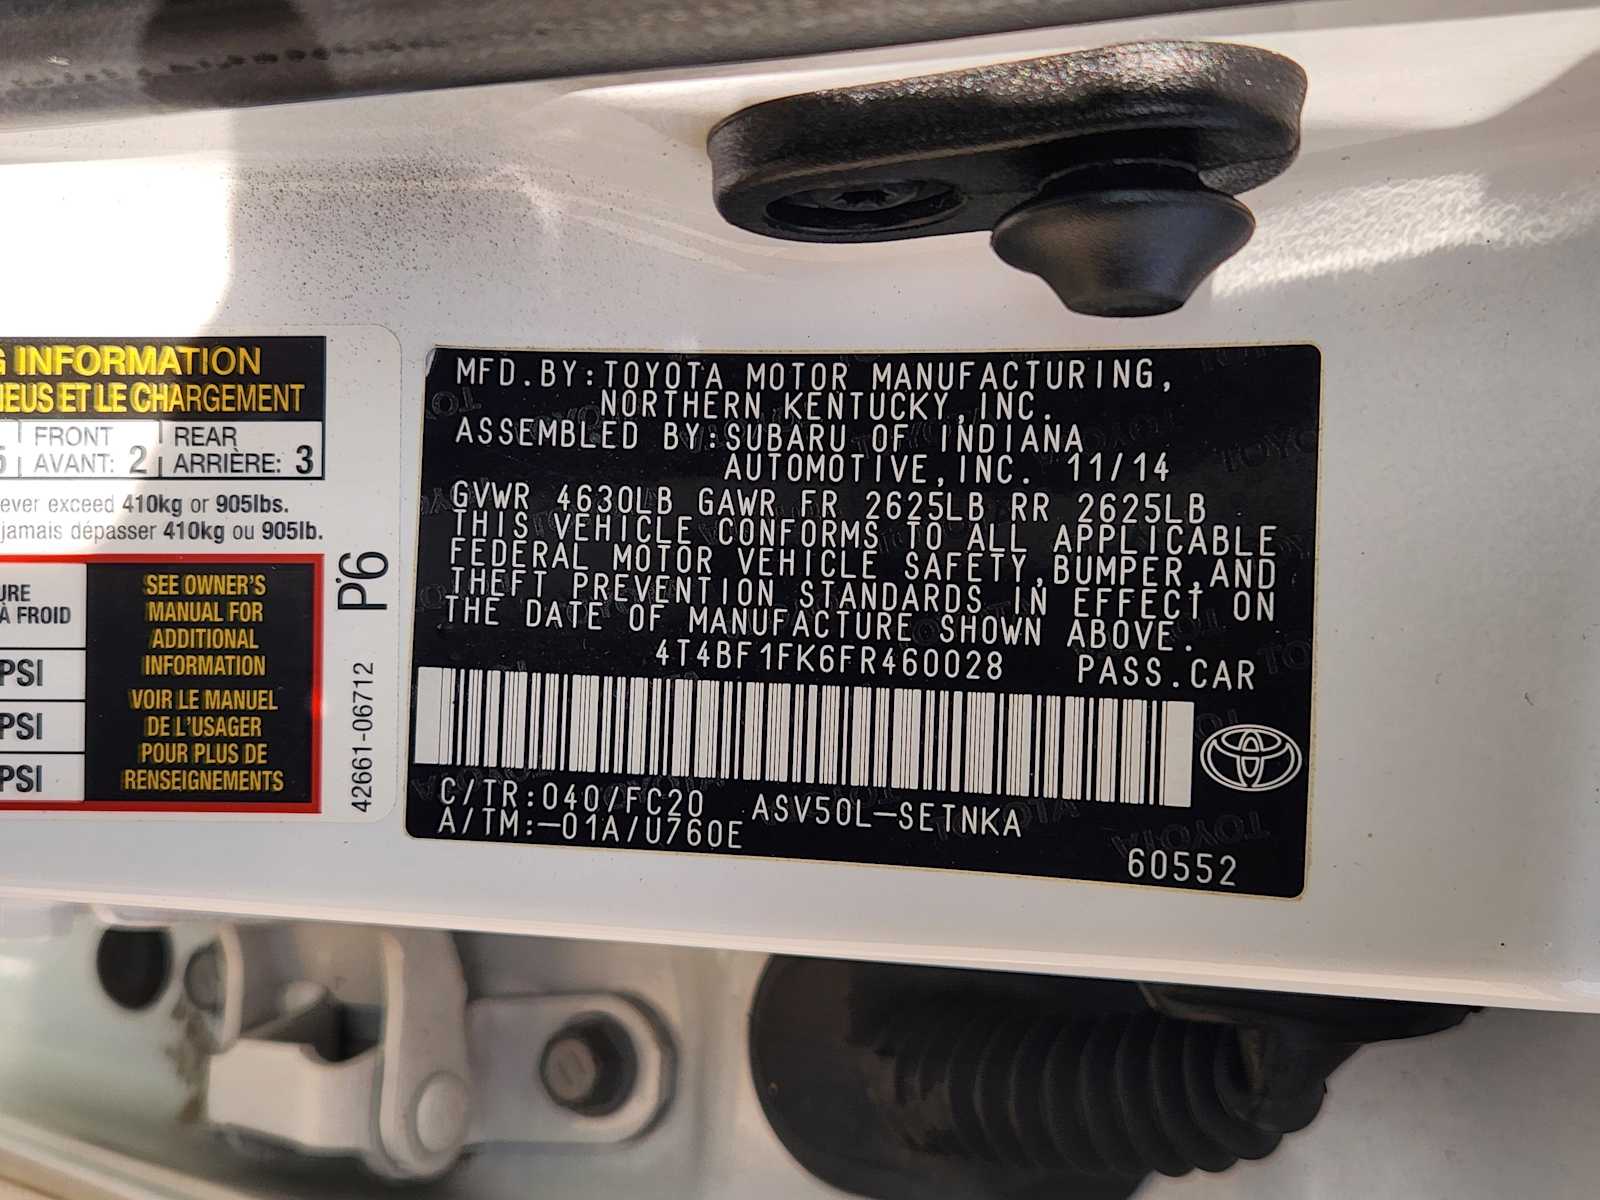 INFORMATION
ET LE CHARGEMENT
FRONT
AVANT: 2
REAR
ARRIÈRE: 3
exceed 410kg or 905lbs.
jamais dépasser 410kg ou 905lb.
À FROID
PSI
PSI
PSI
SEE OWNER'S
MANUAL FOR
ADDITIONAL
INFORMATION
VOIR LE MANUEL
DE L'USAGER
POUR PLUS DE
RENSEIGNEMENTS
P6
42661-06712
MFD.BY:TOYOTA MOTOR MANUFACTURING,
NORTHERN KENTUCKY,INC.
ASSEMBLED BY:SUBARU OF INDIANA
AUTOMOTIVE,INC. 11/14
GVWR 4630LB GAWR FR 2625LB RR 2625LB
THIS VEHICLE CONFORMS TO ALL APPLICABLE
FEDERAL MOTOR VEHICLE SAFETY,BUMPER,AND
THEFT PREVENTION STANDARDS IN EFFECT ON
THE DATE OF MANUFACTURE SHOWN ABOVE.
4T4BF1FK6FR460028 PASS.CAR
C/TR:040/FC20 ASV50L-SETNKA
A/TM:-01A/U760E
60552